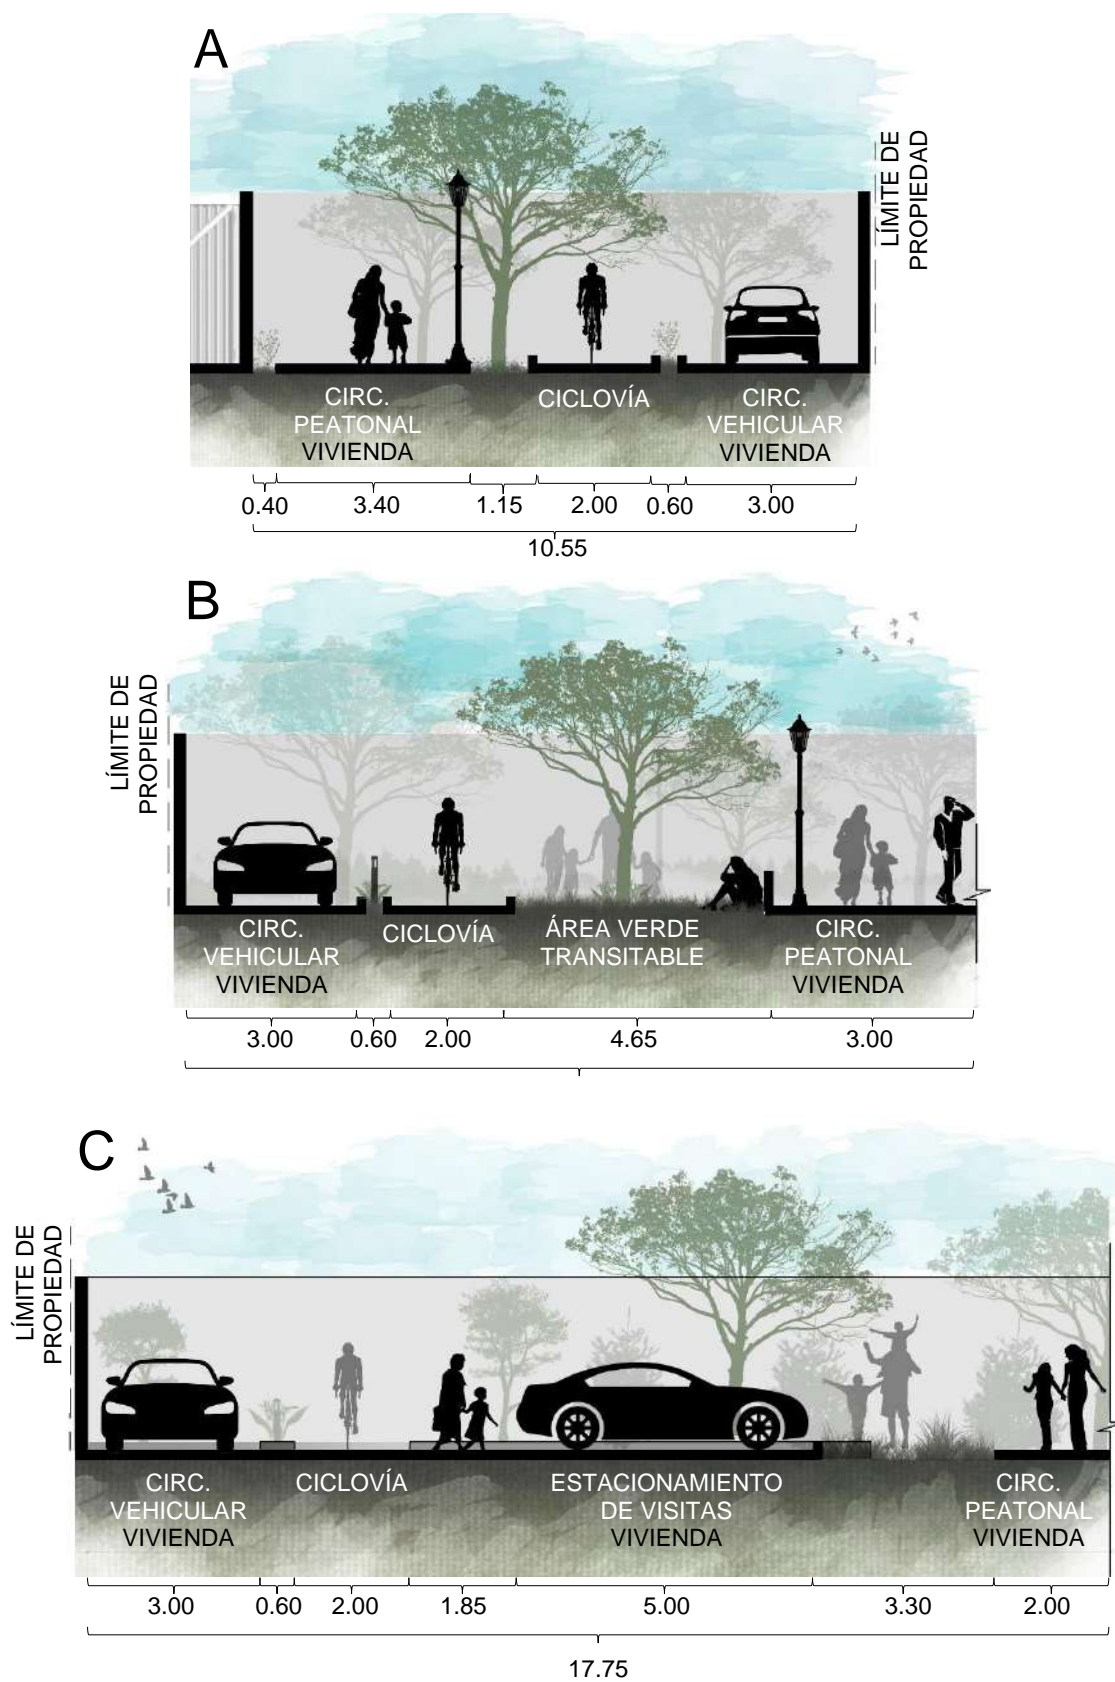 A
LÍMITE DE
PROPIEDAD
CIRC.
PEATONAL
VIVIENDA
CICLOVÍA
CIRC.
VEHICULAR
VIVIENDA
0.40 3.40 1.15 2.00 0.60 3.00
10.55
B
LÍMITE DE
PROPIEDAD
CIRC.
VEHICULAR
VIVIENDA
CICLOVÍA
ÁREA VERDE
TRANSITABLE
CIRC.
PEATONAL
VIVIENDA
3.00 0.60 2.00 4.65 3.00
C
LÍMITE DE
PROPIEDAD
CIRC.
VEHICULAR
VIVIENDA
CICLOVÍA
ESTACIONAMIENTO
DE VISITAS
VIVIENDA
CIRC.
PEATONAL
VIVIENDA
3.00 0.60 2.00 1.85 5.00 3.30 2.00
17.75